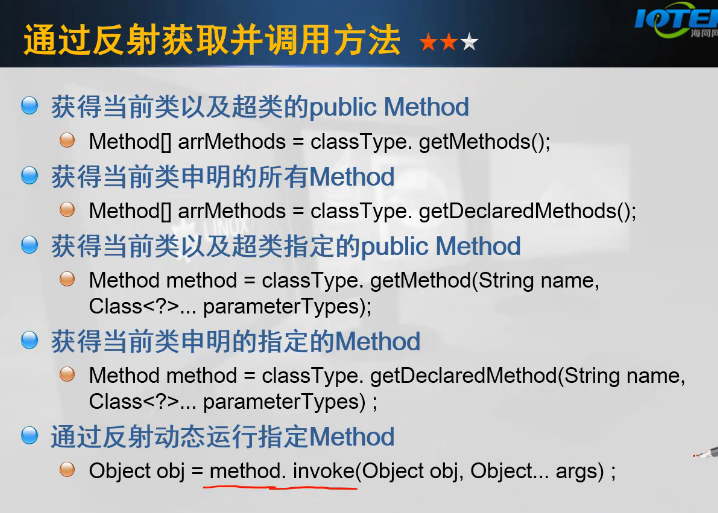 通过反射获取并调用方法
IOTEK
海同网
获得当前类以及超类的public Method
Method[] arrMethods = classType. getMethods();
获得当前类申明的所有Method
Method[] arrMethods = classType. getDeclaredMethods();
获得当前类以及超类指定的public Method
Method method = classType. getMethod(String name,
Class<?>... parameterTypes);
获得当前类申明的指定的Method
Method method = classType. getDeclaredMethod(String name,
Class<?>... parameterTypes) ;
通过反射动态运行指定Method
Object obj = method. invoke(Object obj, Object... args) ;